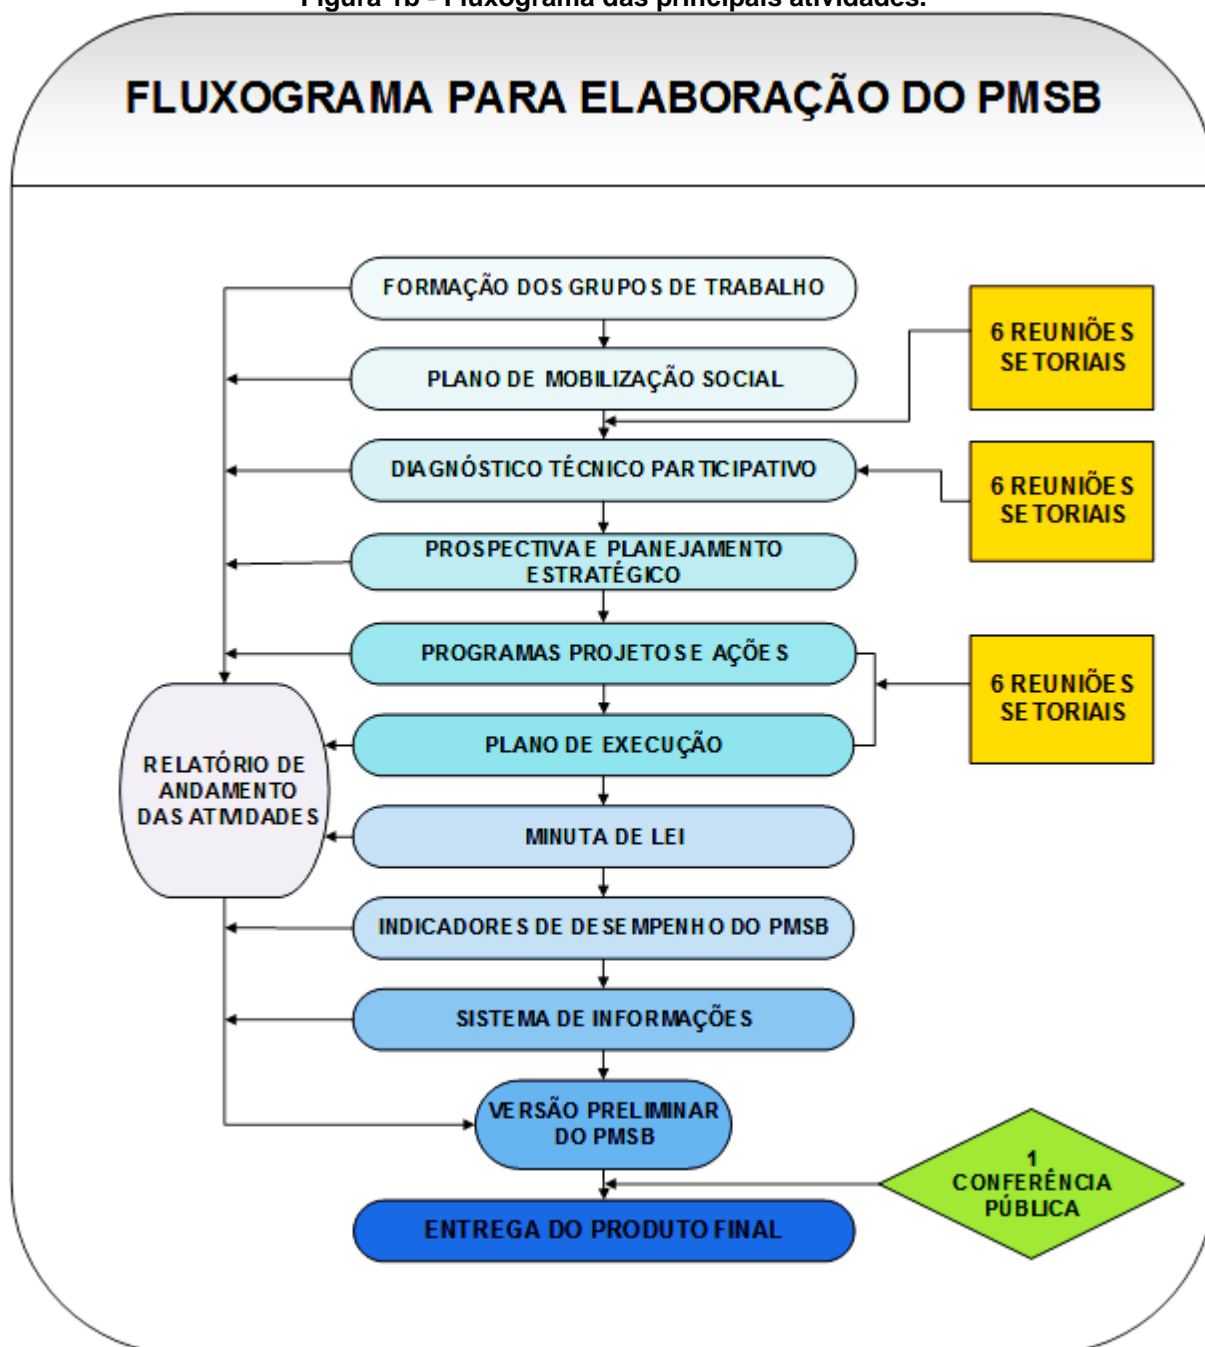 Figura 1b - Fluxograma das principais atividades.
FLUXOGRAMA PARA ELABORAÇÃO DO PMSB
FORMAÇÃO DOS GRUPOS DE TRABALHO
6 REUNIÕES
SETORIAIS
PLANO DE MOBILIZAÇÃO SOCIAL
DIAGNÓSTICO TÉCNICO PARTICIPATIVO
6 REUNIÕES
SETORIAIS
PROSPECTIVA E PLANEJAMENTO
ESTRATÉGICO
PROGRAMAS PROJETOS E AÇÕES
6 REUNIÕES
SETORIAIS
PLANO DE EXECUÇÃO
RELATÓRIO DE
ANDAMENTO
DAS ATIVIDADES
MINUTA DE LEI
INDICADORES DE DESEMPENHO DO PMSB
SISTEMA DE INFORMAÇÕES
VERSÃO PRELIMINAR
DO PMSB
1
CONFERÊNCIA
PÚBLICA
ENTREGA DO PRODUTO FINAL